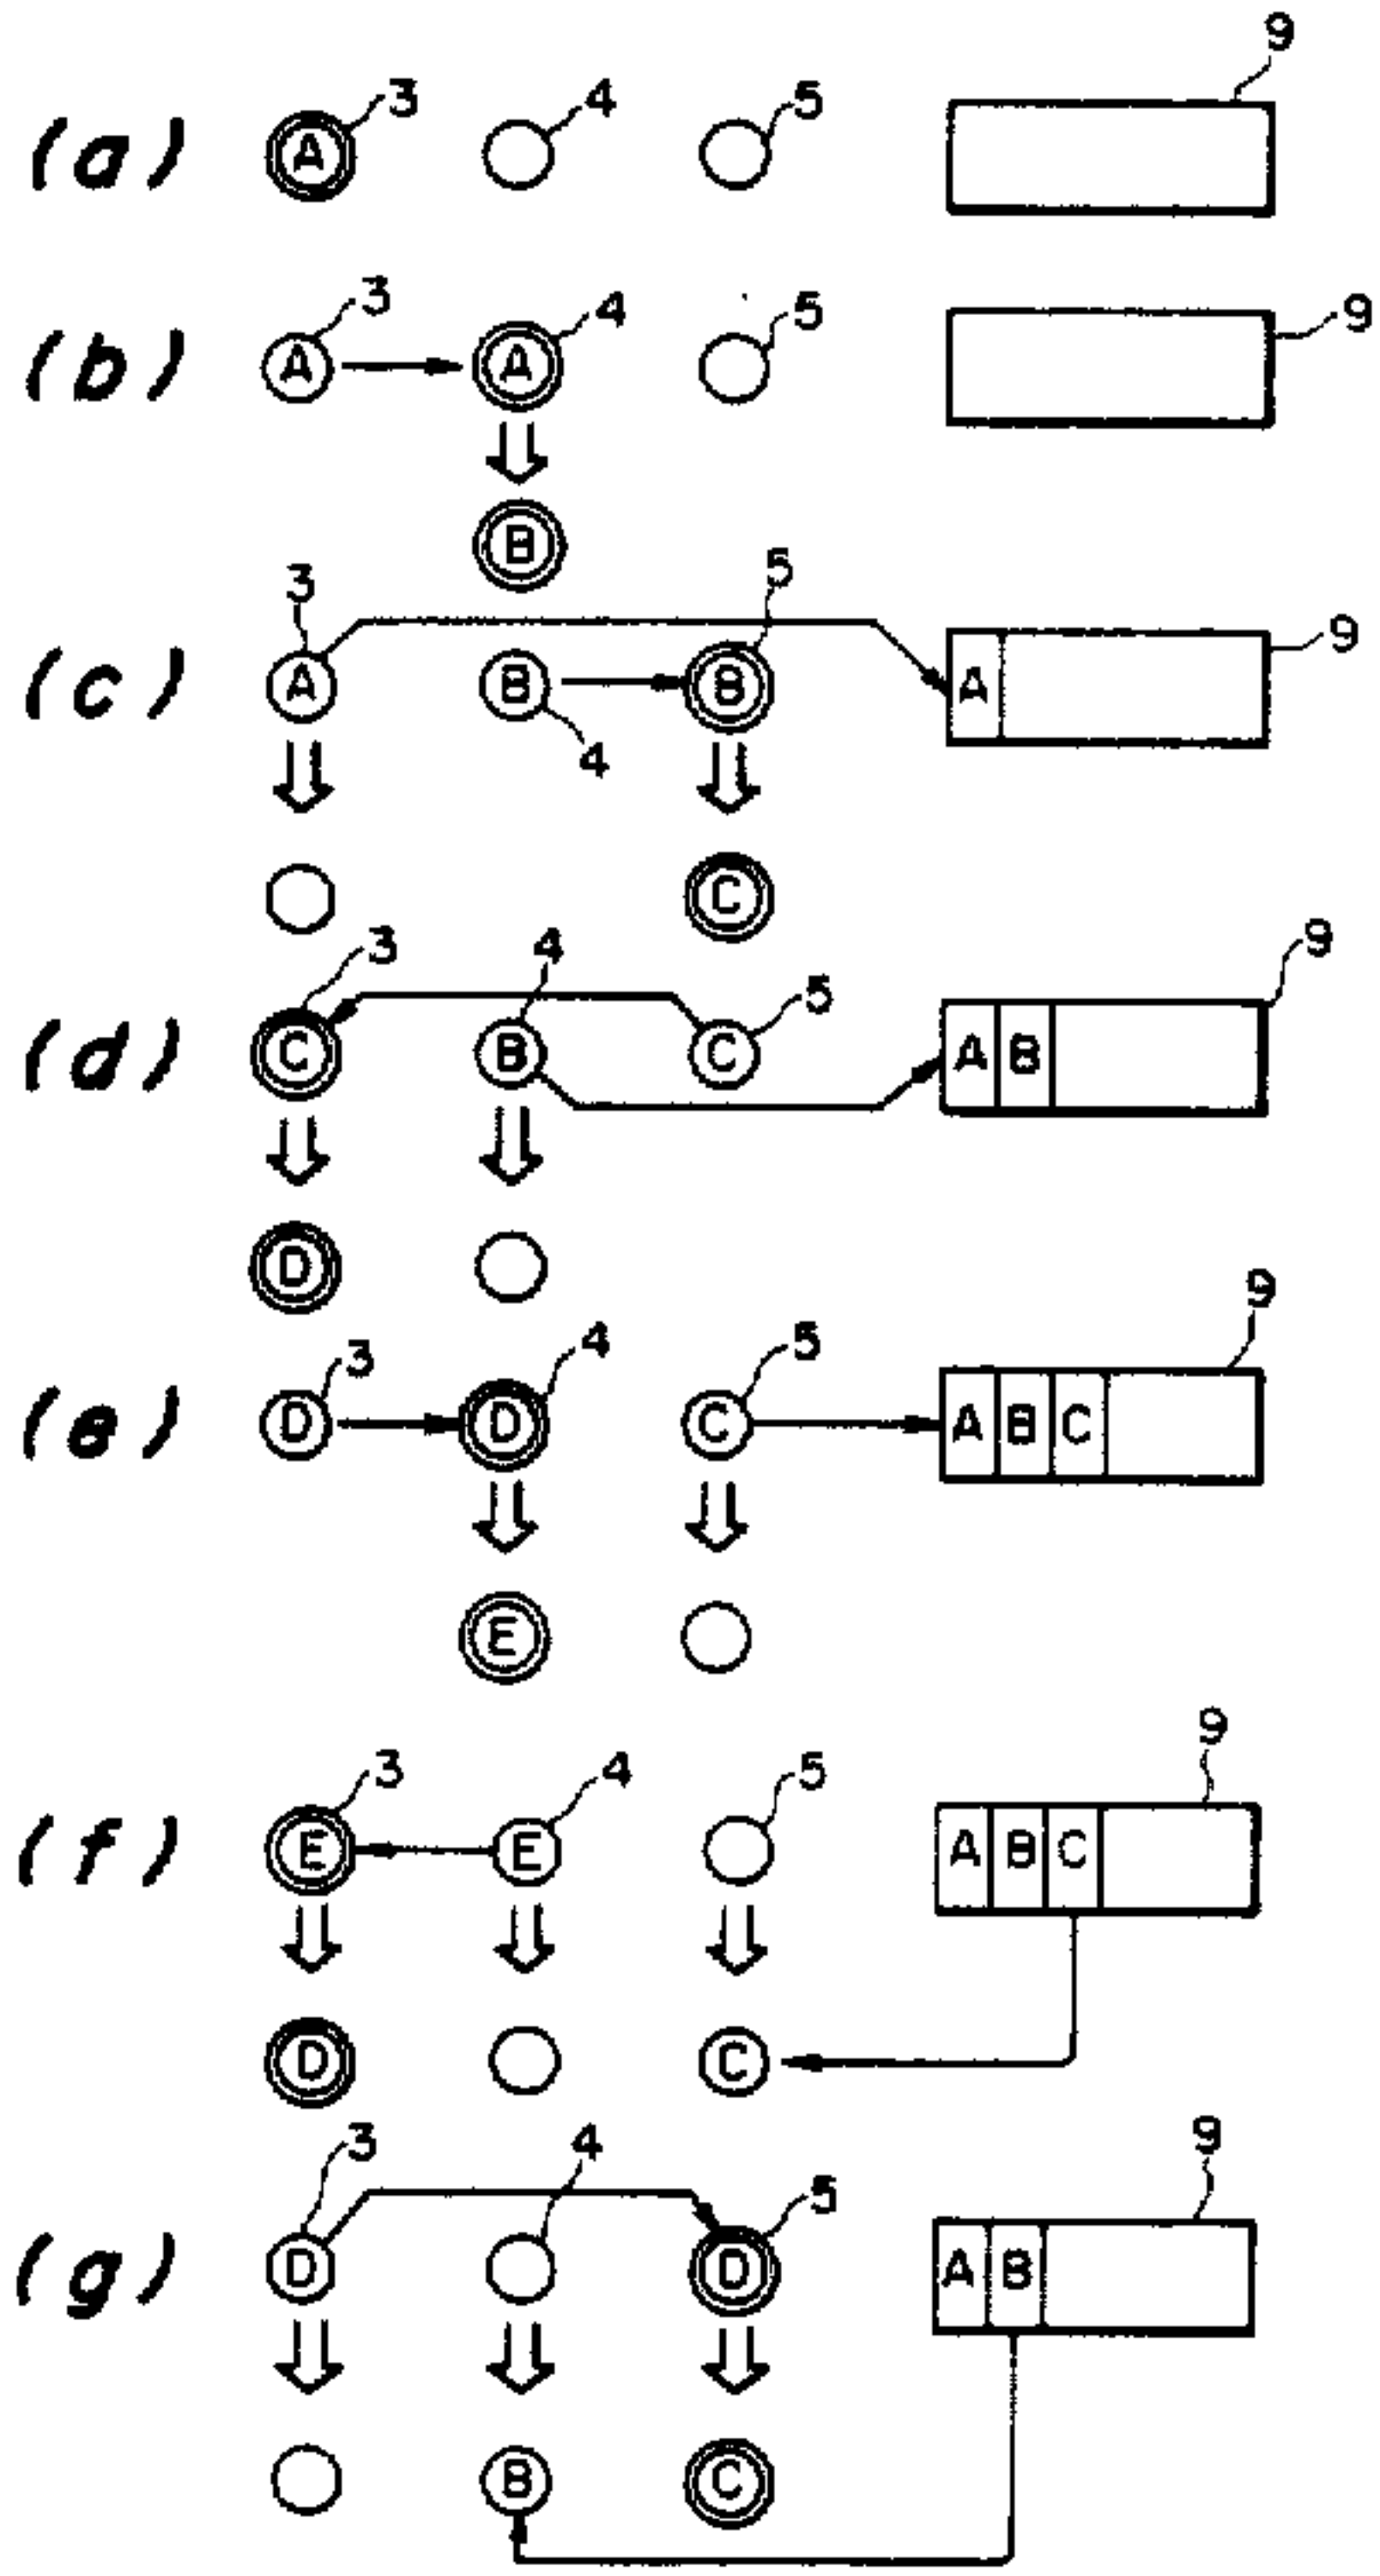 9
3 4 5
(a) A
3 4 5 9
(b) A A
B
3 5 9
(c) A B B A
4
C
3 4 5 9
(d) C B C A B
D
3 4 5 9
(e) D D C A B C
E
3 4 5 9
(f) E E A B C
D C
3 4 5 9
(g) D D A B
B C